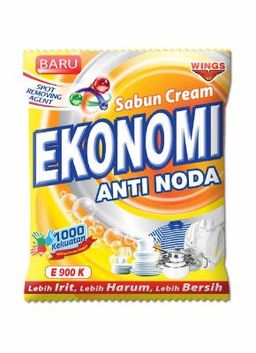 BARU
WINGS
SPOT
REMOVING
AGENT
Sabun Cream
EKONOMI
ANTI NODA
1000
Kekuatan
E 900 K
Lebih Irit, Lebih Harum, Lebih Bersih